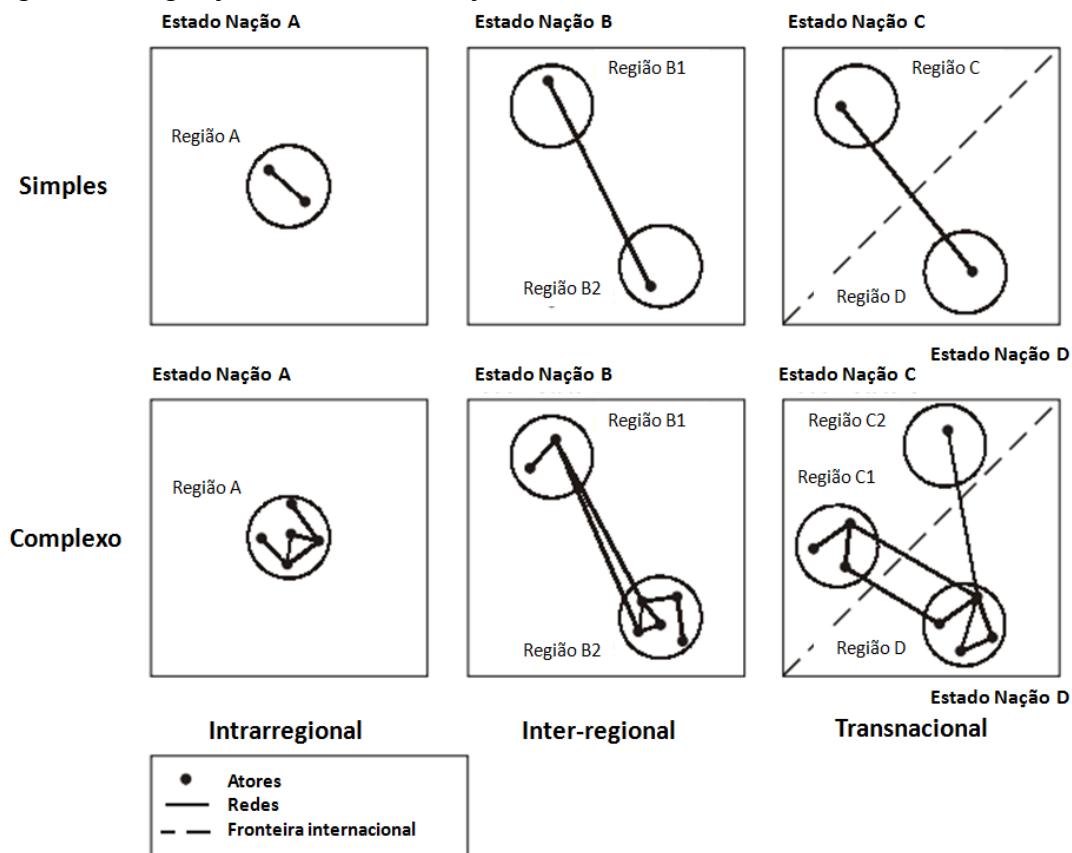 Estado Nação A
Estado Nação B
Estado Nação C
Região A
Região B1
Região B2
Região C
Região D
Simples
Estado Nação D
Estado Nação A
Estado Nação B
Estado Nação C
Região A
Região B1
Região B2
Região C2
Região C1
Região D
Complexo
Estado Nação D
Intrarregional
Inter-regional
Transnacional
Atores
Redes
Fronteira internacional